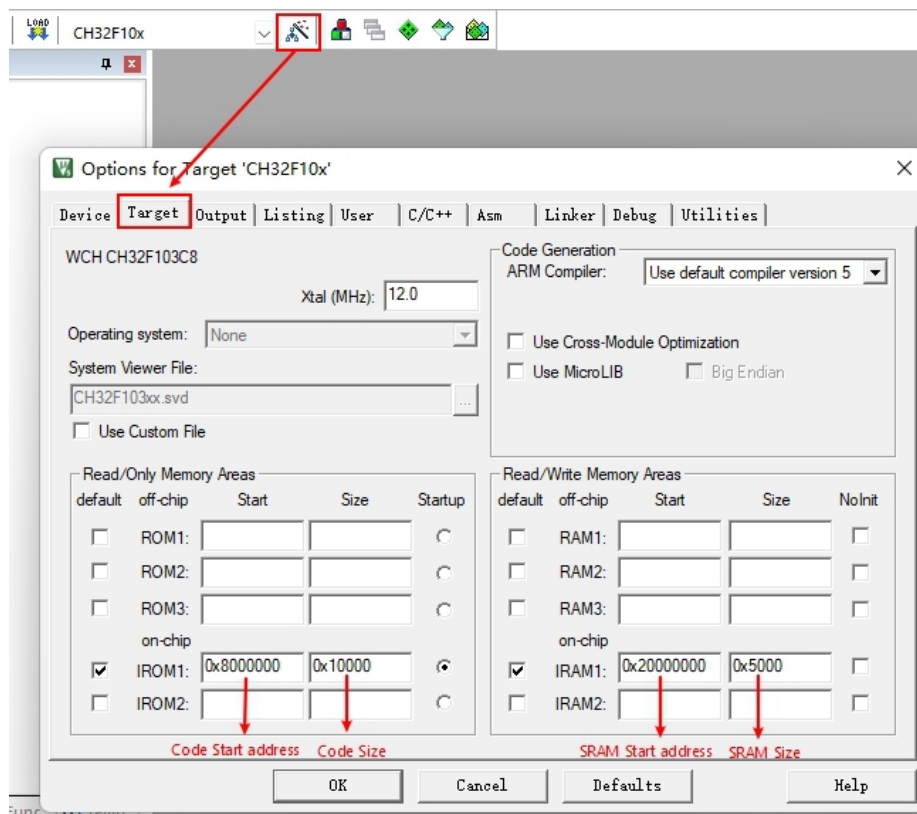 LOAD
CH32F10x
Options for Target 'CH32F10x'
Device Target Output Listing User C/C++ Asm Linker Debug Utilities
WCH CH32F103C8
Xtal (MHz): 12.0
Operating system: None
System Viewer File:
CH32F103xx.svd
...
Use Custom File
Code Generation
ARM Compiler: Use default compiler version 5
Use Cross-Module Optimization
Use MicroLIB Big Endian
Read/Only Memory Areas
default off-chip Start Size Startup
ROM1:
ROM2:
ROM3:
on-chip
IROM1: 0x8000000 0x10000
IROM2:
Code Start address Code Size
Read/Write Memory Areas
default off-chip Start Size NoInit
RAM1:
RAM2:
RAM3:
on-chip
IRAM1: 0x20000000 0x5000
IRAM2:
SRAM Start address SRAM Size
OK Cancel Defaults Help